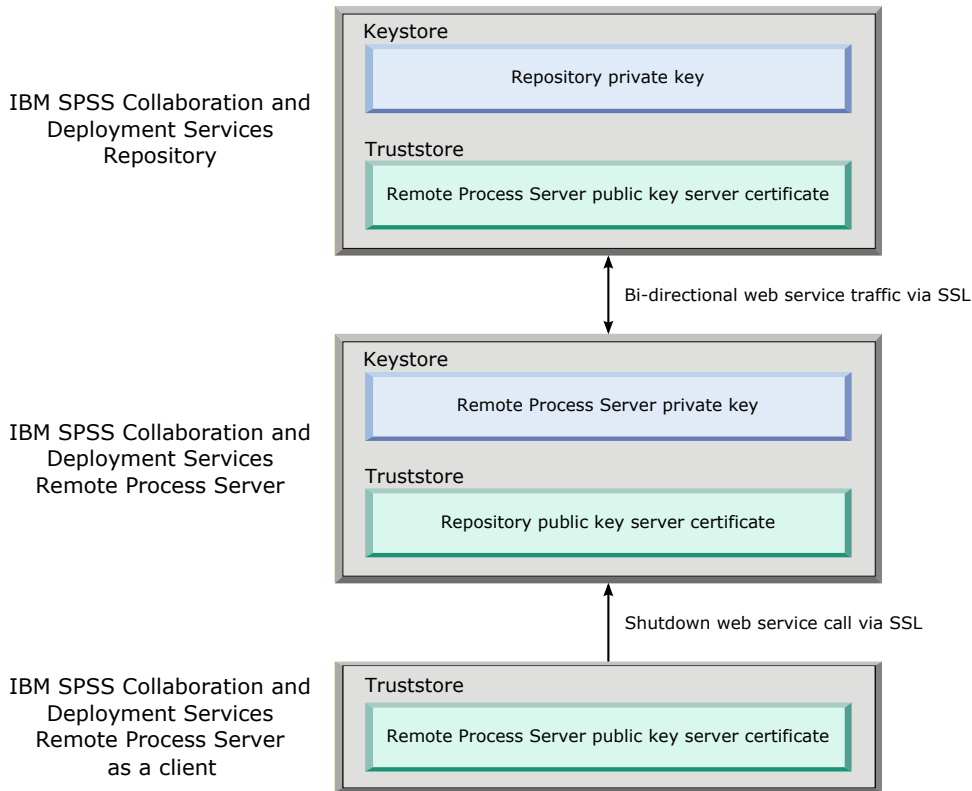 IBM SPSS Collaboration and
Deployment Services
Repository
Keystore
Repository private key
Truststore
Remote Process Server public key server certificate
Bi-directional web service traffic via SSL
IBM SPSS Collaboration and
Deployment Services
Remote Process Server
Keystore
Remote Process Server private key
Truststore
Repository public key server certificate
Shutdown web service call via SSL
IBM SPSS Collaboration and
Deployment Services
Remote Process Server
as a client
Truststore
Remote Process Server public key server certificate